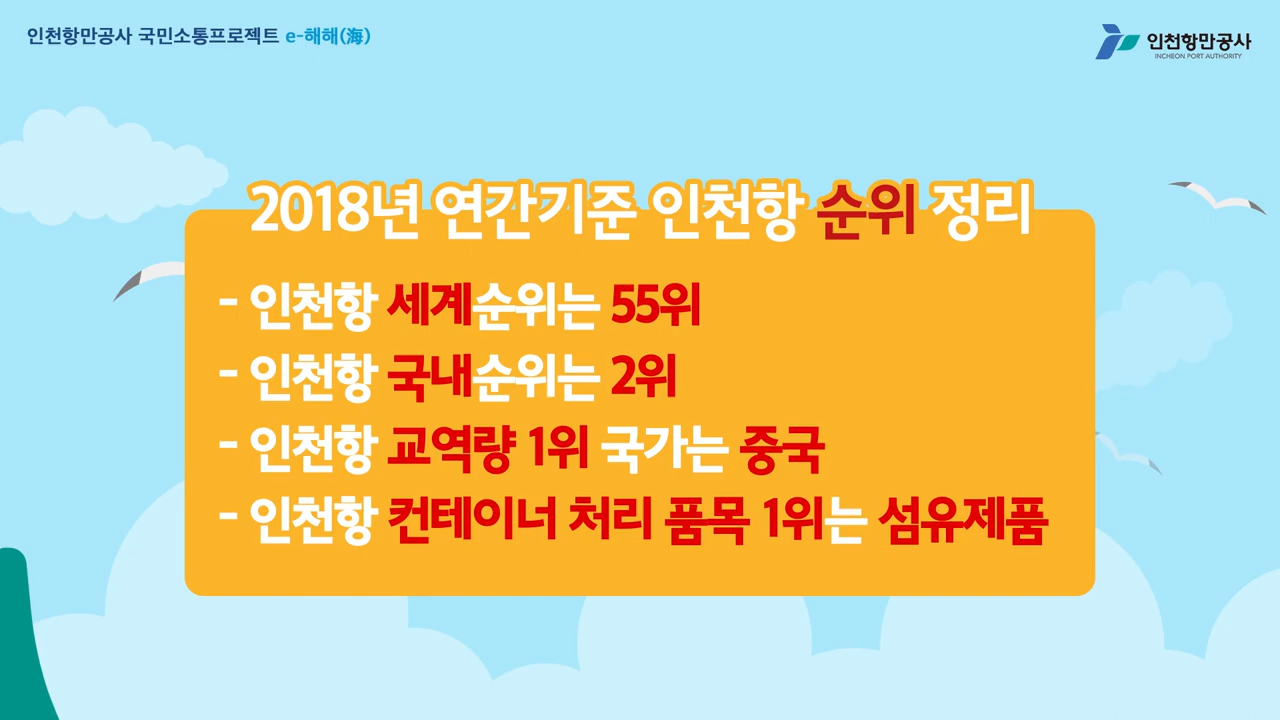 인천항만공사 국민소통프로젝트 e-해해(海)
인천항만공사
INCHEON PORT AUTHORITY
2018년 연간기준 인천항 순위 정리
- 인천항 세계순위는 55위
- 인천항 국내순위는 2위
- 인천항 교역량 1위 국가는 중국
- 인천항 컨테이너 처리 품목 1위는 섬유제품